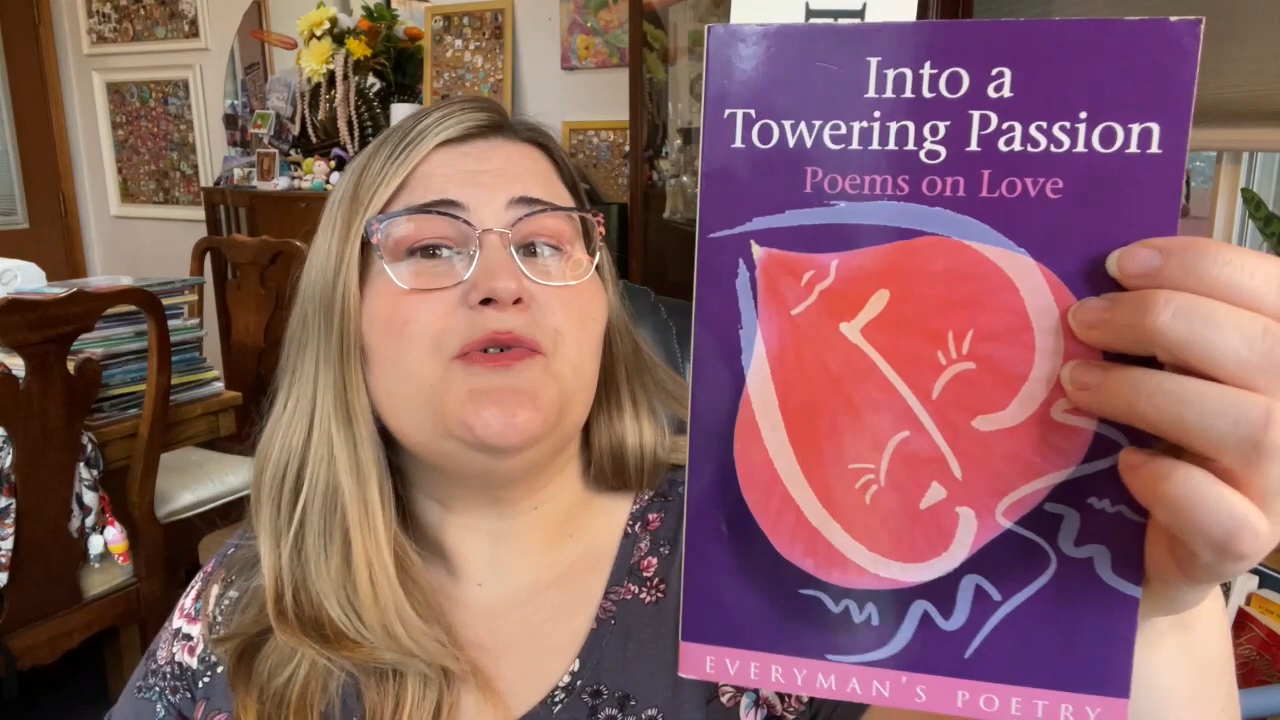 Into a
Towering Passion
Poems on Love
EVERYMAN'S POETRY